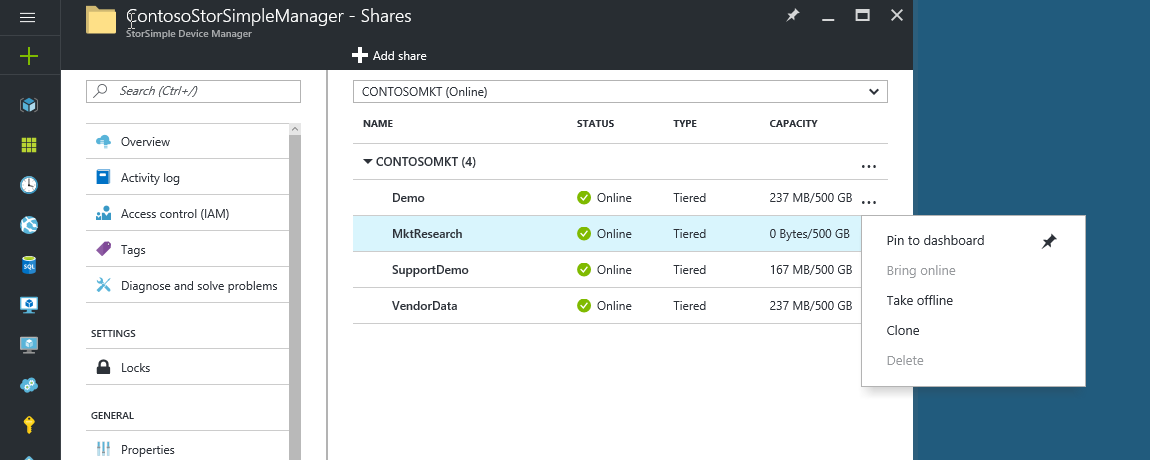 ContosoStorSimpleManager - Shares
StorSimple Device Manager
Add share
Search (Ctrl+/)
Overview
Activity log
Access control (IAM)
Tags
Diagnose and solve problems
SETTINGS
Locks
GENERAL
Properties
CONTOSOMKT (Online)
NAME STATUS TYPE CAPACITY
CONTOSOMKT (4) ...
Demo Online Tiered 237 MB/500 GB ...
MktResearch Online Tiered 0 Bytes/500 GB
SupportDemo Online Tiered 167 MB/500 GB
VendorData Online Tiered 237 MB/500 GB
Pin to dashboard
Bring online
Take offline
Clone
Delete
SQL